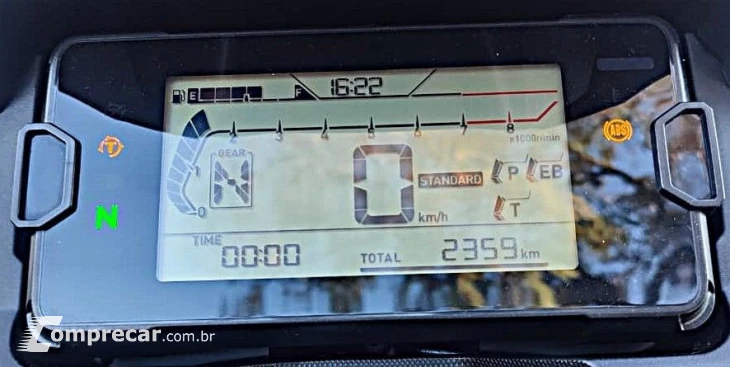 E F 16:22
2 3 4 5 6 7 8
x1000r/min
GEAR
N
1
0
0
km/h
STANDARD
P EB
T
T
N
ABS
TIME 00:00
TOTAL 2359 km
Comprecar.com.br